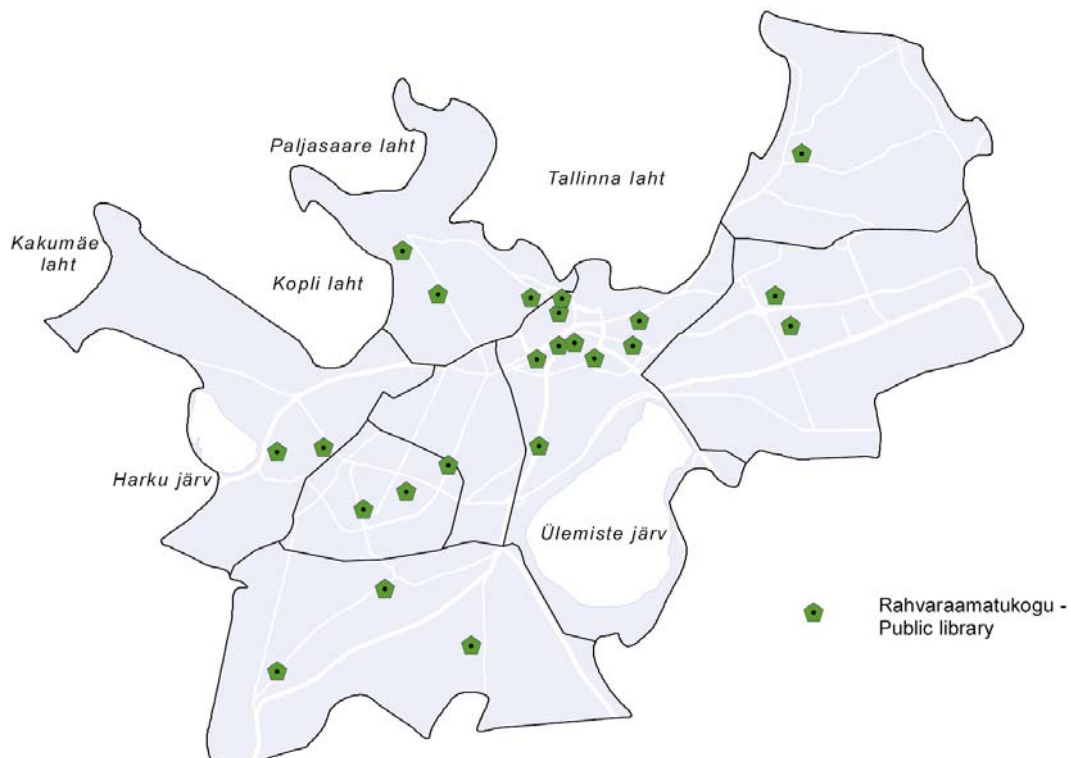 Paljasaare laht
Tallinna laht
Kakumäe
laht
Kopli laht
Harku järv
Ülemiste järv
Rahvaraamatukogu -
Public library